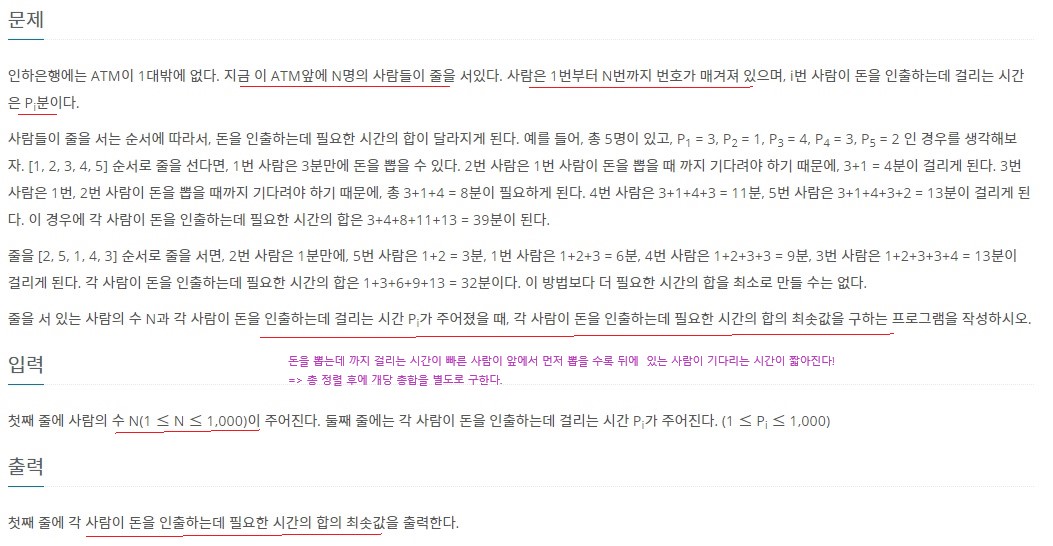 문제
인하은행에는 ATM이 1대밖에 없다. 지금 이 ATM앞에 N명의 사람들이 줄을 서있다. 사람은 1번부터 N번까지 번호가 매겨져 있으며, i번 사람이 돈을 인출하는데 걸리는 시간
은 Pi분이다.
사람들이 줄을 서는 순서에 따라서, 돈을 인출하는데 필요한 시간의 합이 달라지게 된다. 예를 들어, 총 5명이 있고, P1 = 3, P2 = 1, P3 = 4, P4 = 3, P5 = 2 인 경우를 생각해보
자. [1, 2, 3, 4, 5] 순서로 줄을 선다면, 1번 사람은 3분만에 돈을 뽑을 수 있다. 2번 사람은 1번 사람이 돈을 뽑을 때 까지 기다려야 하기 때문에, 3+1 = 4분이 걸리게 된다. 3번
사람은 1번, 2번 사람이 돈을 뽑을 때까지 기다려야 하기 때문에, 총 3+1+4 = 8분이 필요하게 된다. 4번 사람은 3+1+4+3 = 11분, 5번 사람은 3+1+4+3+2 = 13분이 걸리게 된
다. 이 경우에 각 사람이 돈을 인출하는데 필요한 시간의 합은 3+4+8+11+13 = 39분이 된다.
줄을 [2, 5, 1, 4, 3] 순서로 줄을 서면, 2번 사람은 1분만에, 5번 사람은 1+2 = 3분, 1번 사람은 1+2+3 = 6분, 4번 사람은 1+2+3+3 = 9분, 3번 사람은 1+2+3+3+4 = 13분이
걸리게 된다. 각 사람이 돈을 인출하는데 필요한 시간의 합은 1+3+6+9+13 = 32분이다. 이 방법보다 더 필요한 시간의 합을 최소로 만들 수는 없다.
줄을 서 있는 사람의 수 N과 각 사람이 돈을 인출하는데 걸리는 시간 Pi가 주어졌을 때, 각 사람이 돈을 인출하는데 필요한 시간의 합의 최솟값을 구하는 프로그램을 작성하시오.
입력
돈을 뽑는데 까지 걸리는 시간이 빠른 사람이 앞에서 먼저 뽑을 수록 뒤에 있는 사람이 기다리는 시간이 짧아진다!
=> 총 정렬 후에 개당 총합을 별도로 구한다.
첫째 줄에 사람의 수 N(1 ≤ N ≤ 1,000)이 주어진다. 둘째 줄에는 각 사람이 돈을 인출하는데 걸리는 시간 Pi가 주어진다. (1 ≤ Pi ≤ 1,000)
출력
첫째 줄에 각 사람이 돈을 인출하는데 필요한 시간의 합의 최솟값을 출력한다.